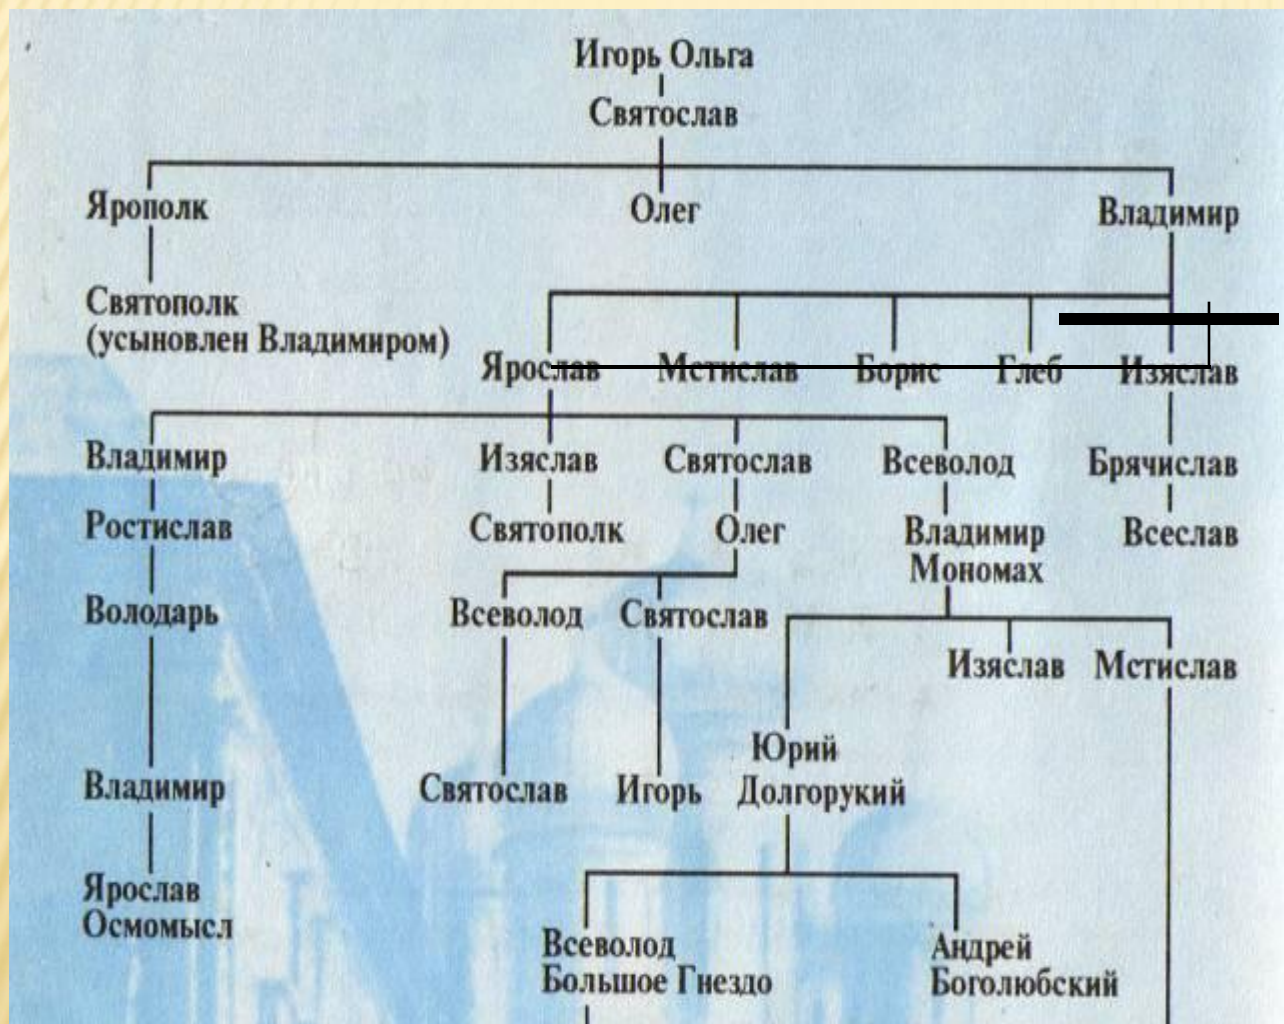 Игорь Ольга
Святослав
Ярополк Олег Владимир
Святополк
(усыновлен Владимиром)
Ярослав Мстислав Борис Глеб Изяслав
Владимир Изяслав Святослав Всеволод Брячислав
Ростислав Святополк Олег Владимир Мономах Всеслав
Володарь Всеволод Святослав
Изяслав Мстислав
Юрий Долгорукий
Владимир Святослав Игорь
Ярослав
Осмомысл
Всеволод
Большое Гнездо
Андрей
Боголюбский